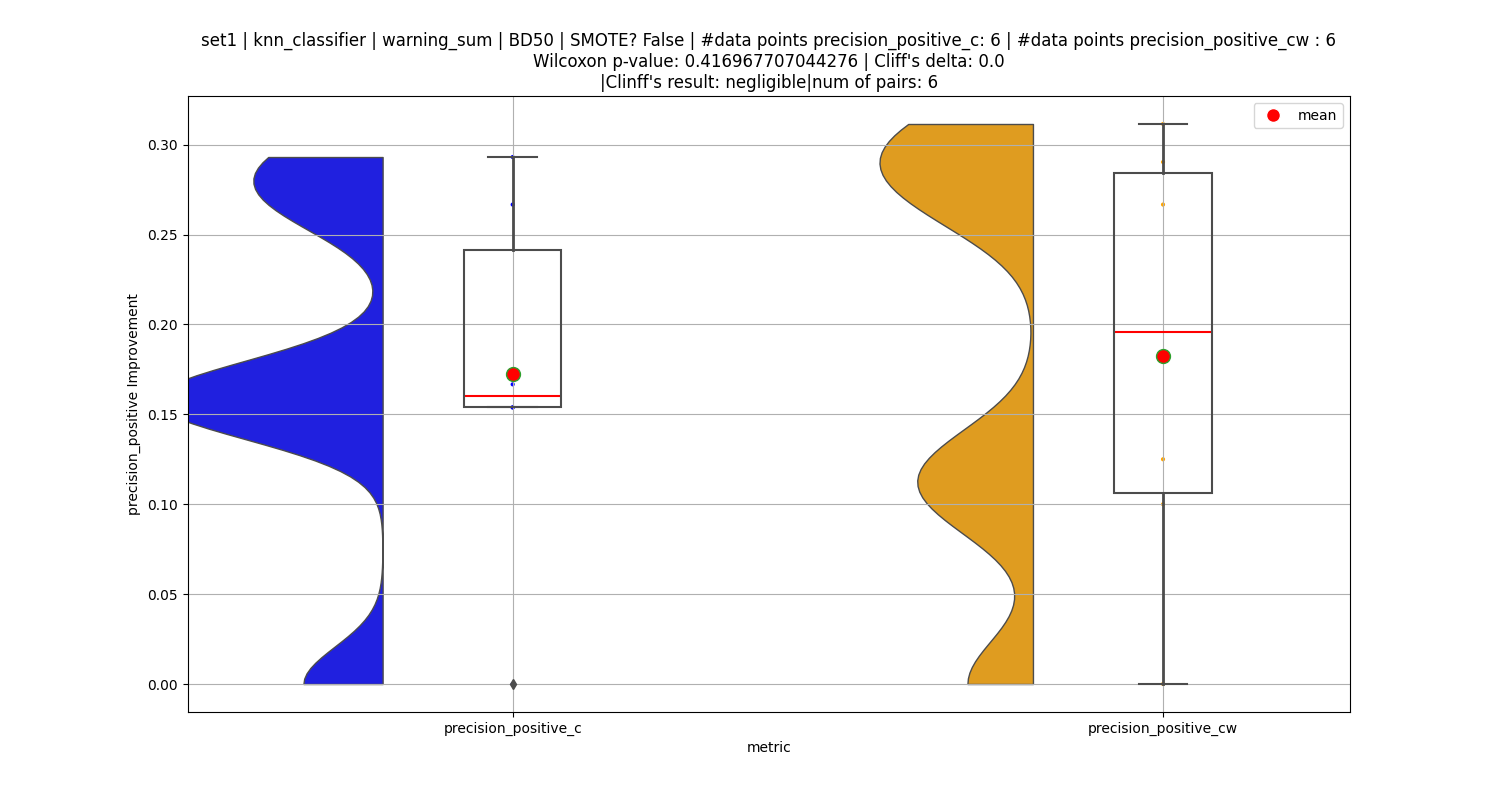 set1 | knn_classifier | warning_sum | BD50 | SMOTE? False | #data points precision_positive_c: 6 | #data points precision_positive_cw : 6
Wilcoxon p-value: 0.416967707044276 | Cliff's delta: 0.0
|Clinff's result: negligible|num of pairs: 6
mean
0.30
0.25
0.20
0.15
0.10
0.05
0.00
precision_positive Improvement
precision_positive_c
precision_positive_cw
metric